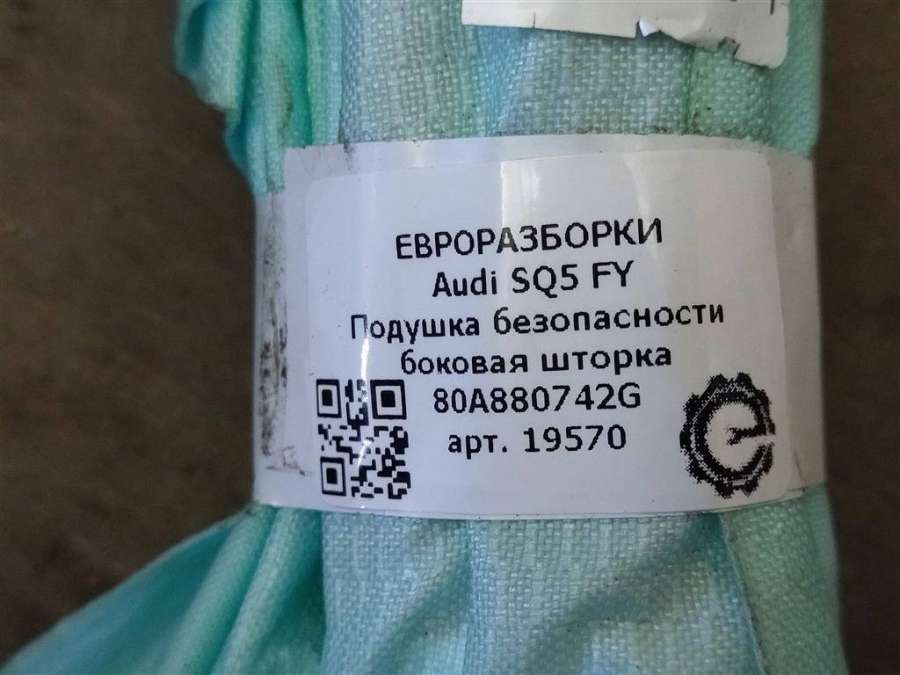 ЕВРОРАЗБОРКИ
Audi SQ5 FY
Подушка безопасности
боковая шторка
80A880742G
арт. 19570